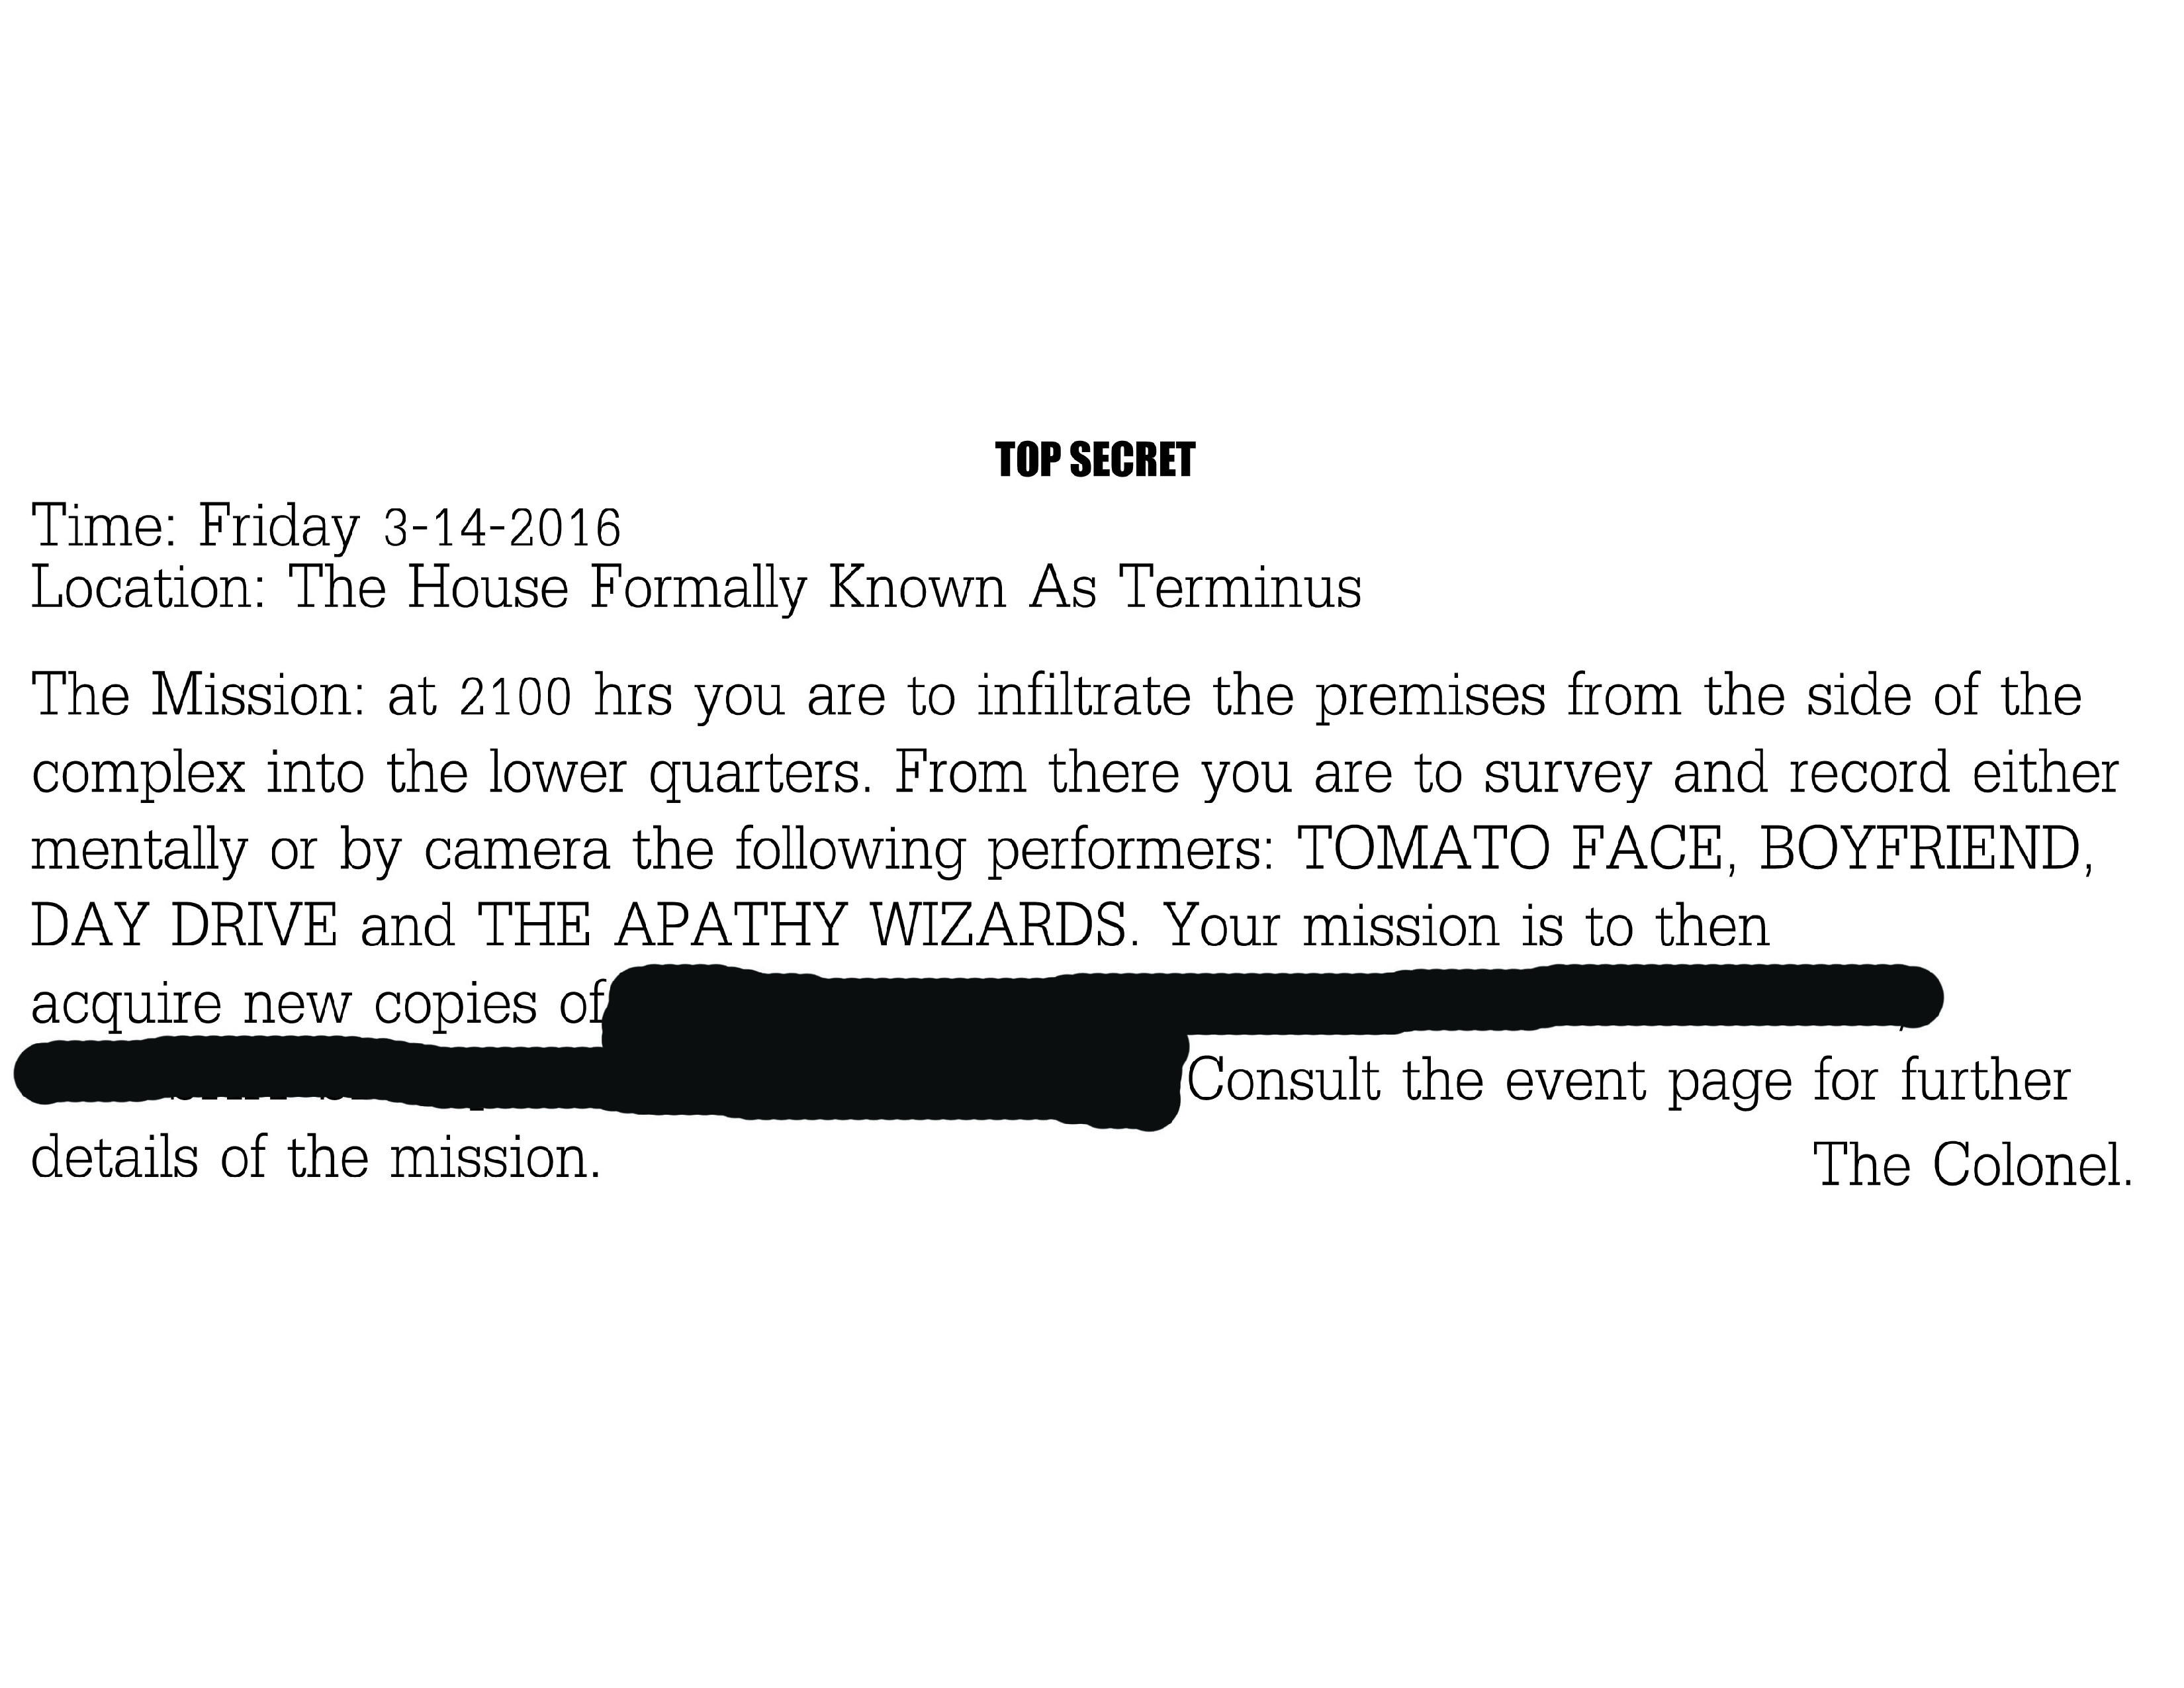 TOP SECRET
Time: Friday 3-14-2016
Location: The House Formally Known As Terminus
The Mission: at 2100 hrs you are to infiltrate the premises from the side of the
complex into the lower quarters. From there you are to survey and record either
mentally or by camera the following performers: TOMATO FACE, BOYFRIEND,
DAY DRIVE and THE APATHY WIZARDS. Your mission is to then
acquire new copies of
Consult the event page for further
details of the mission.
The Colonel.